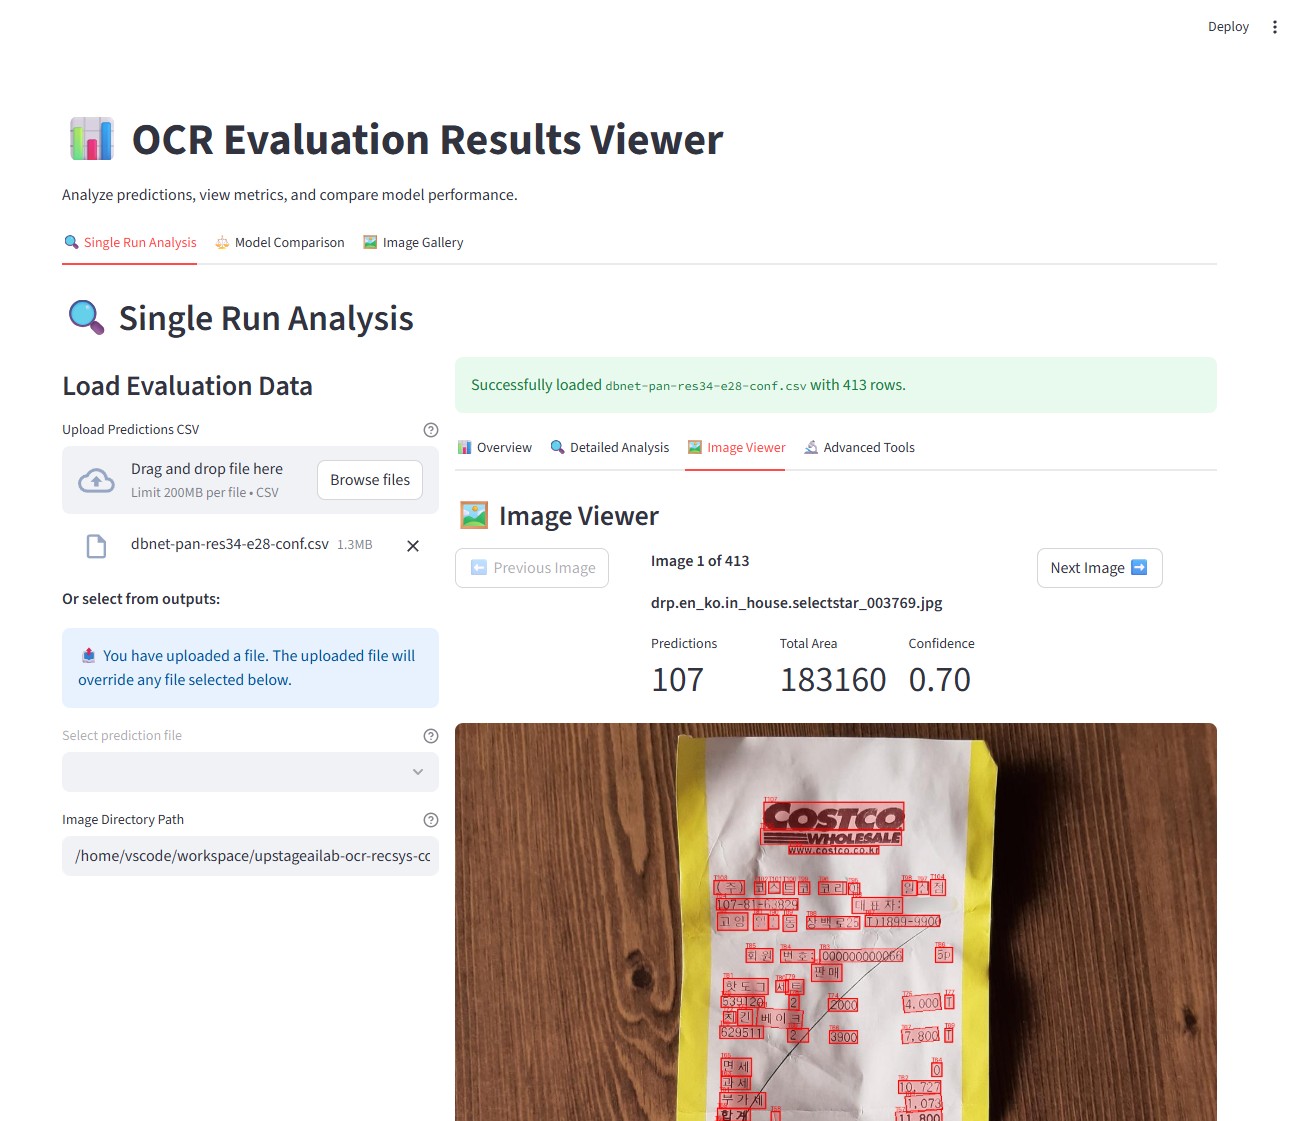 Deploy
OCR Evaluation Results Viewer
Analyze predictions, view metrics, and compare model performance.
Single Run Analysis
Model Comparison
Image Gallery
Single Run Analysis
Load Evaluation Data
Upload Predictions CSV
Drag and drop file here
Limit 200MB per file • CSV
Browse files
dbnet-pan-res34-e28-conf.csv 1.3MB
Or select from outputs:
You have uploaded a file. The uploaded file will
override any file selected below.
Select prediction file
Image Directory Path
/home/vscode/workspace/upstageailab-ocr-recsys-cc
Successfully loaded dbnet-pan-res34-e28-conf.csv with 413 rows.
Overview
Detailed Analysis
Image Viewer
Advanced Tools
Image Viewer
Previous Image
Image 1 of 413
Next Image
drp.en_ko.in_house.selectstar_003769.jpg
Predictions
Total Area
Confidence
107
183160
0.70
COSTCO
WHOLESALE
www.costco.co.kr
(주) 코스트코 코리아 일산점
107-81-63829 대표자:
고양 동 장백로 T)1899-9900
회원 번호:000000000066 5p
판매
핫도그 세트
539120 2 2000 4,000 T
치킨 베이크
629511 2 3900 7,800 T
면세 0
과세 10,727
부가세 1,073
합계 11,800